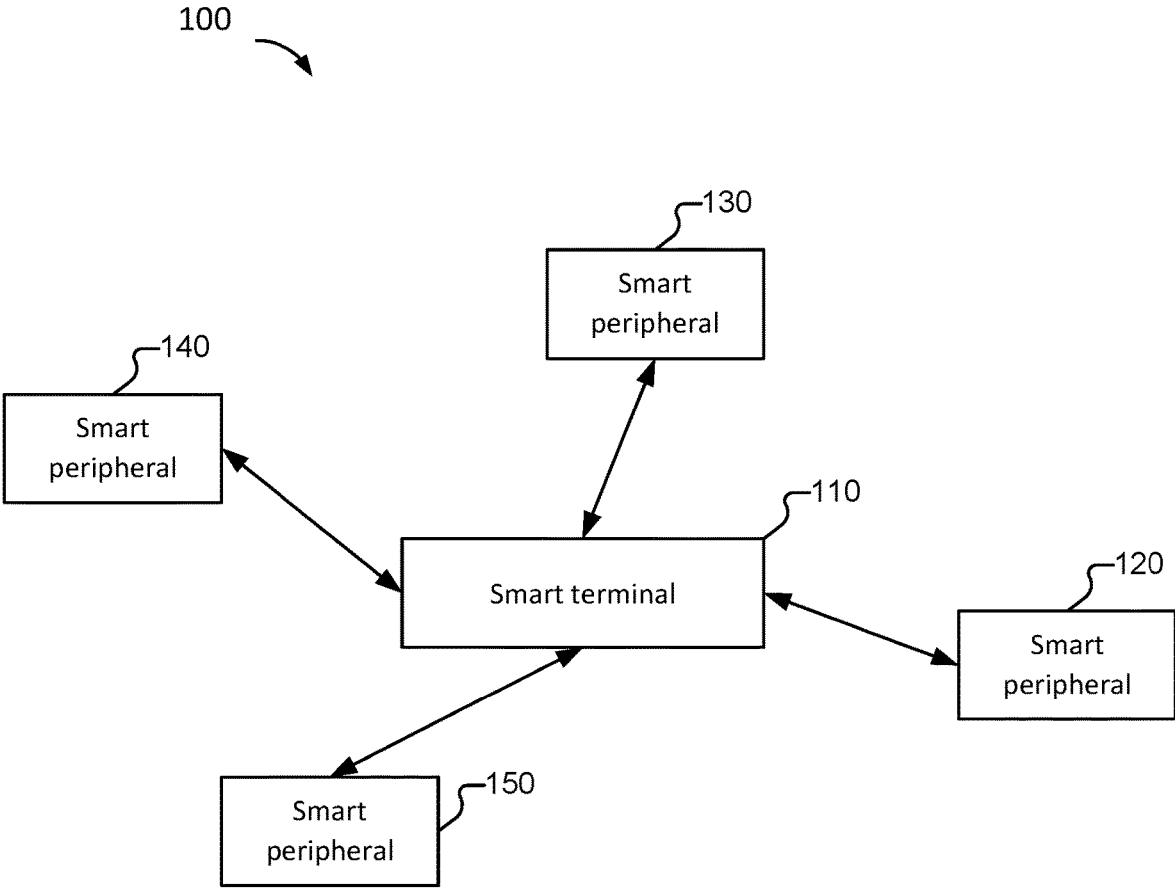 100
130
Smart
peripheral
140
Smart
peripheral
110
Smart terminal
120
Smart
peripheral
150
Smart
peripheral